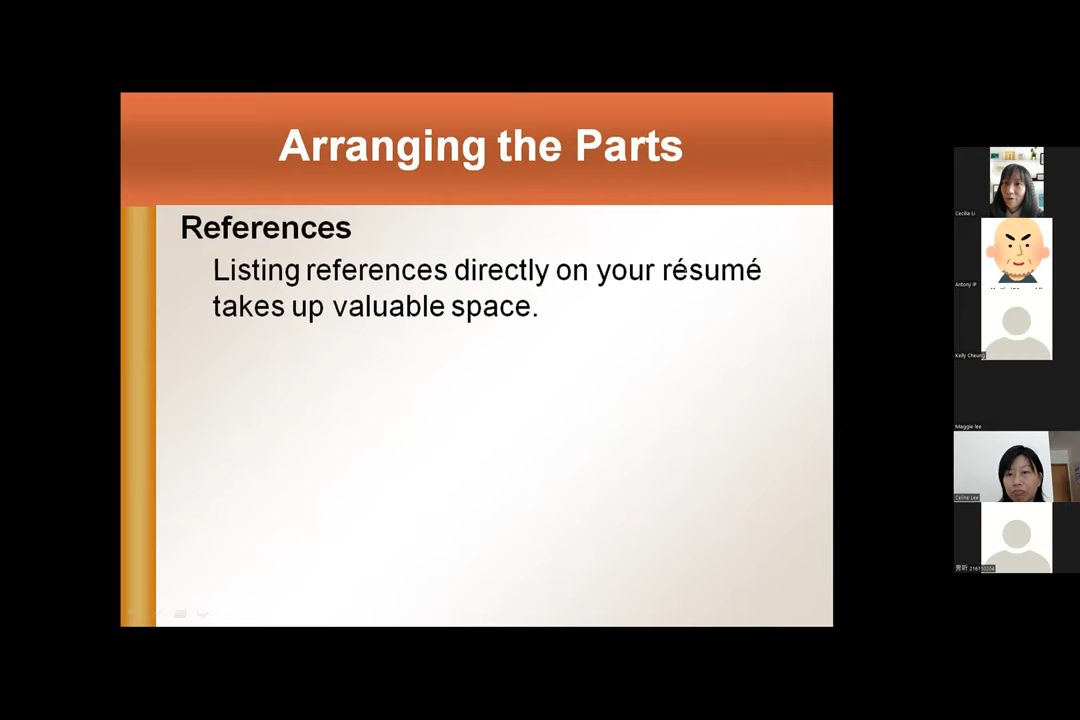 Arranging the Parts
References
Listing references directly on your résumé
takes up valuable space.
Cecilia Li
Antony IP
Kelly Cheung
Maggie lee
Celine Lee